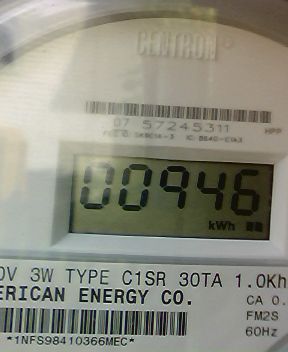 CENTRON®
07 57245311 HPP
00946
kWh
0V 3W TYPE C1SR 30TA 1.0Kh
ERICAN ENERGY CO. CA 0.
FM2S
*1NFS98410366MEC* 60Hz